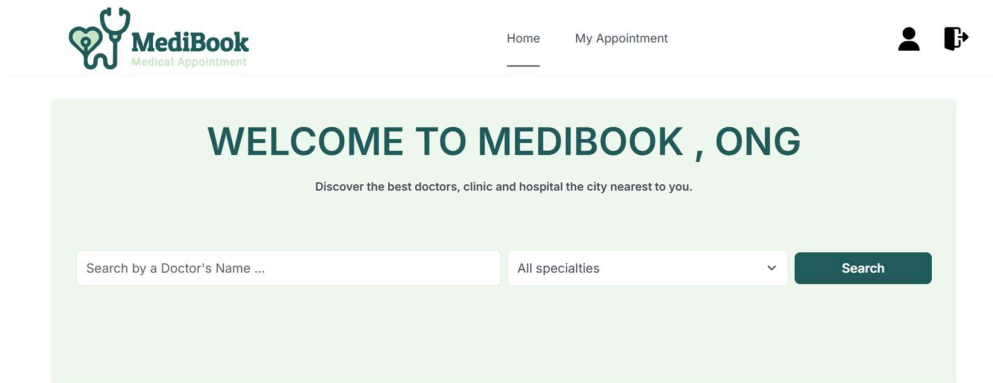 MediBook
Medical Appointment
Home
My Appointment
WELCOME TO MEDIBOOK , ONG
Discover the best doctors, clinic and hospital the city nearest to you.
Search by a Doctor's Name ...
All specialties
Search